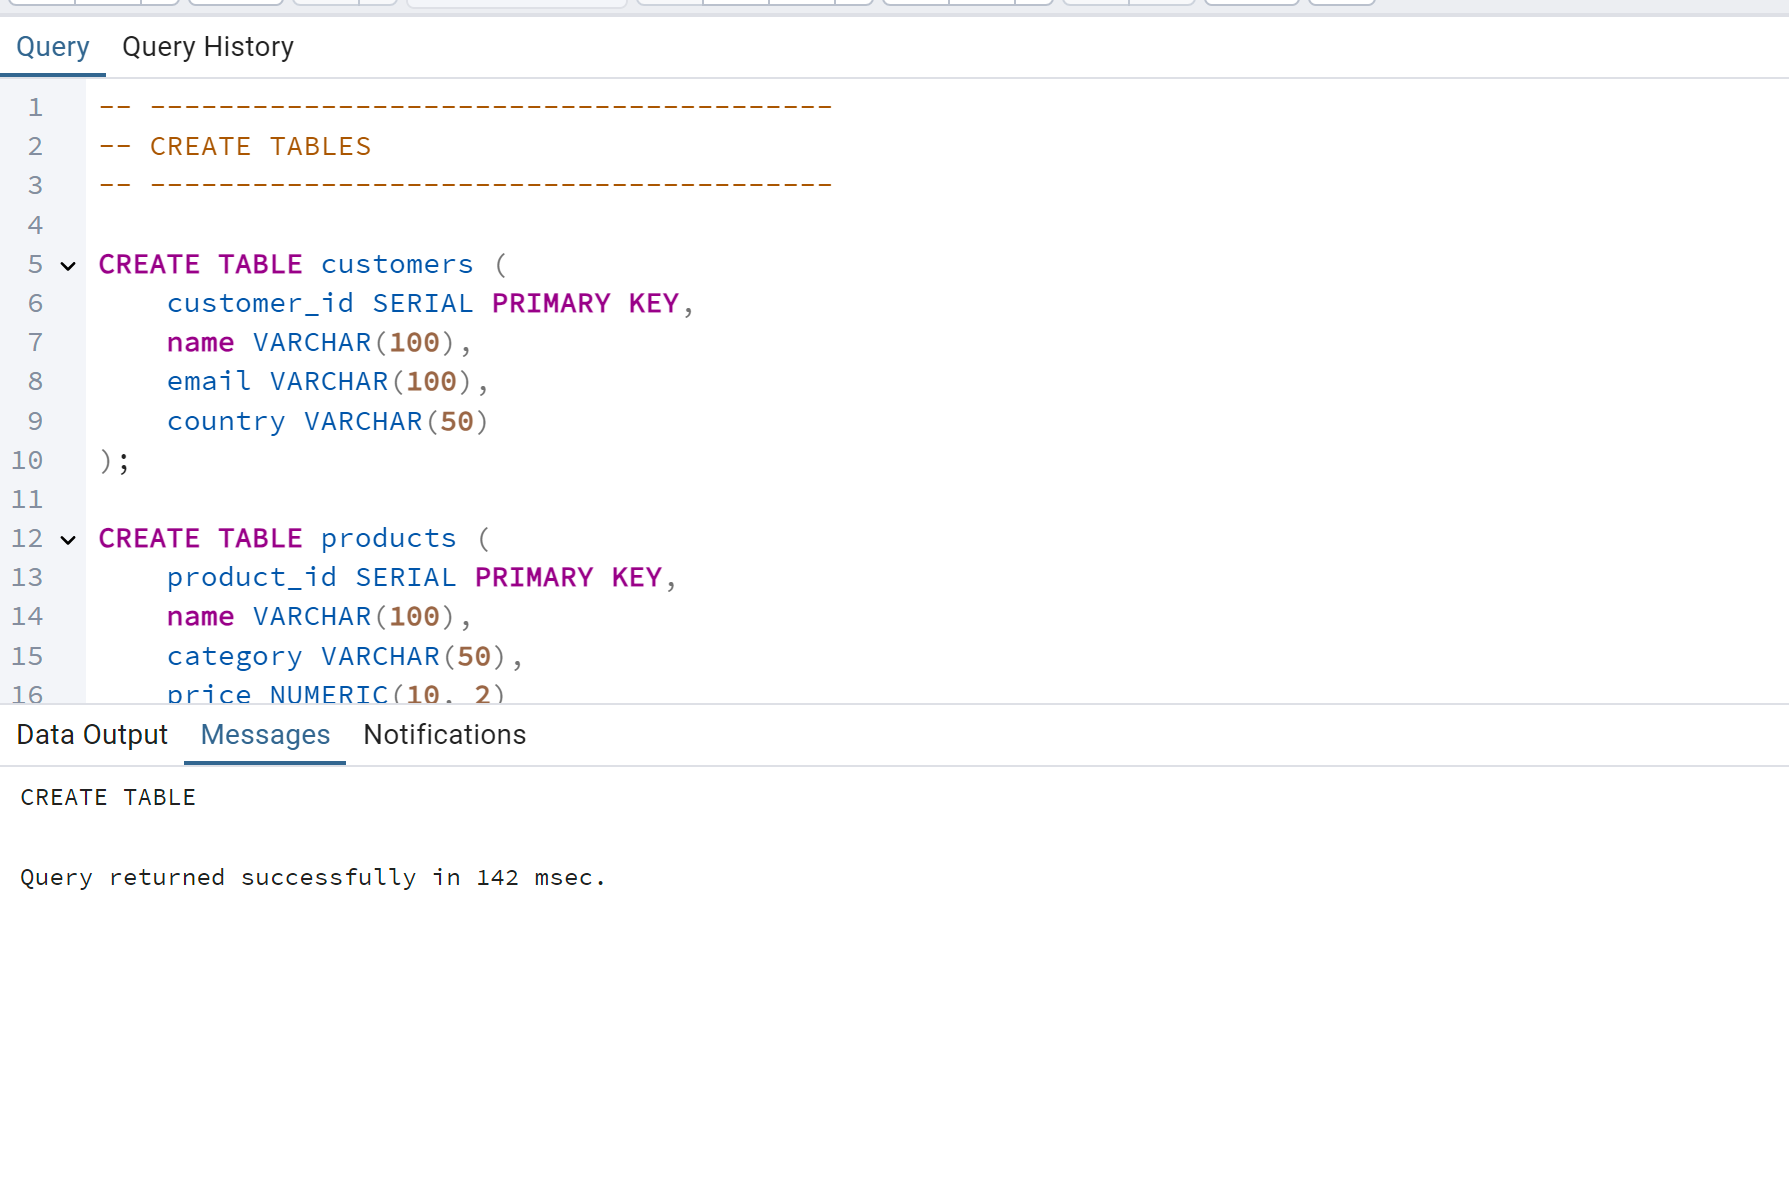 Query Query History
1 -- ----------------------------------------
2 -- CREATE TABLES
3 -- ----------------------------------------
4
5 CREATE TABLE customers (
6 customer_id SERIAL PRIMARY KEY,
7 name VARCHAR(100),
8 email VARCHAR(100),
9 country VARCHAR(50)
10 );
11
12 CREATE TABLE products (
13 product_id SERIAL PRIMARY KEY,
14 name VARCHAR(100),
15 category VARCHAR(50),
16 price NUMERIC(10, 2)
Data Output Messages Notifications
CREATE TABLE
Query returned successfully in 142 msec.